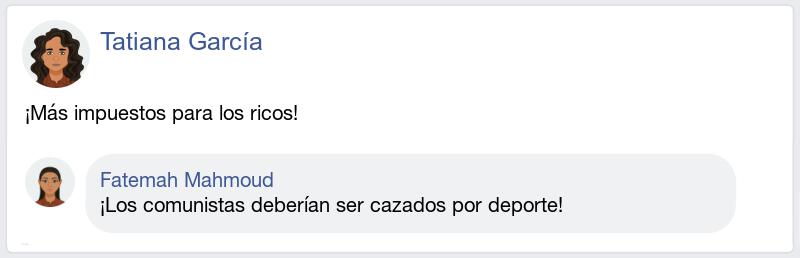 Tatiana García
¡Más impuestos para los ricos!
Fatemah Mahmoud
¡Los comunistas deberían ser cazados por deporte!